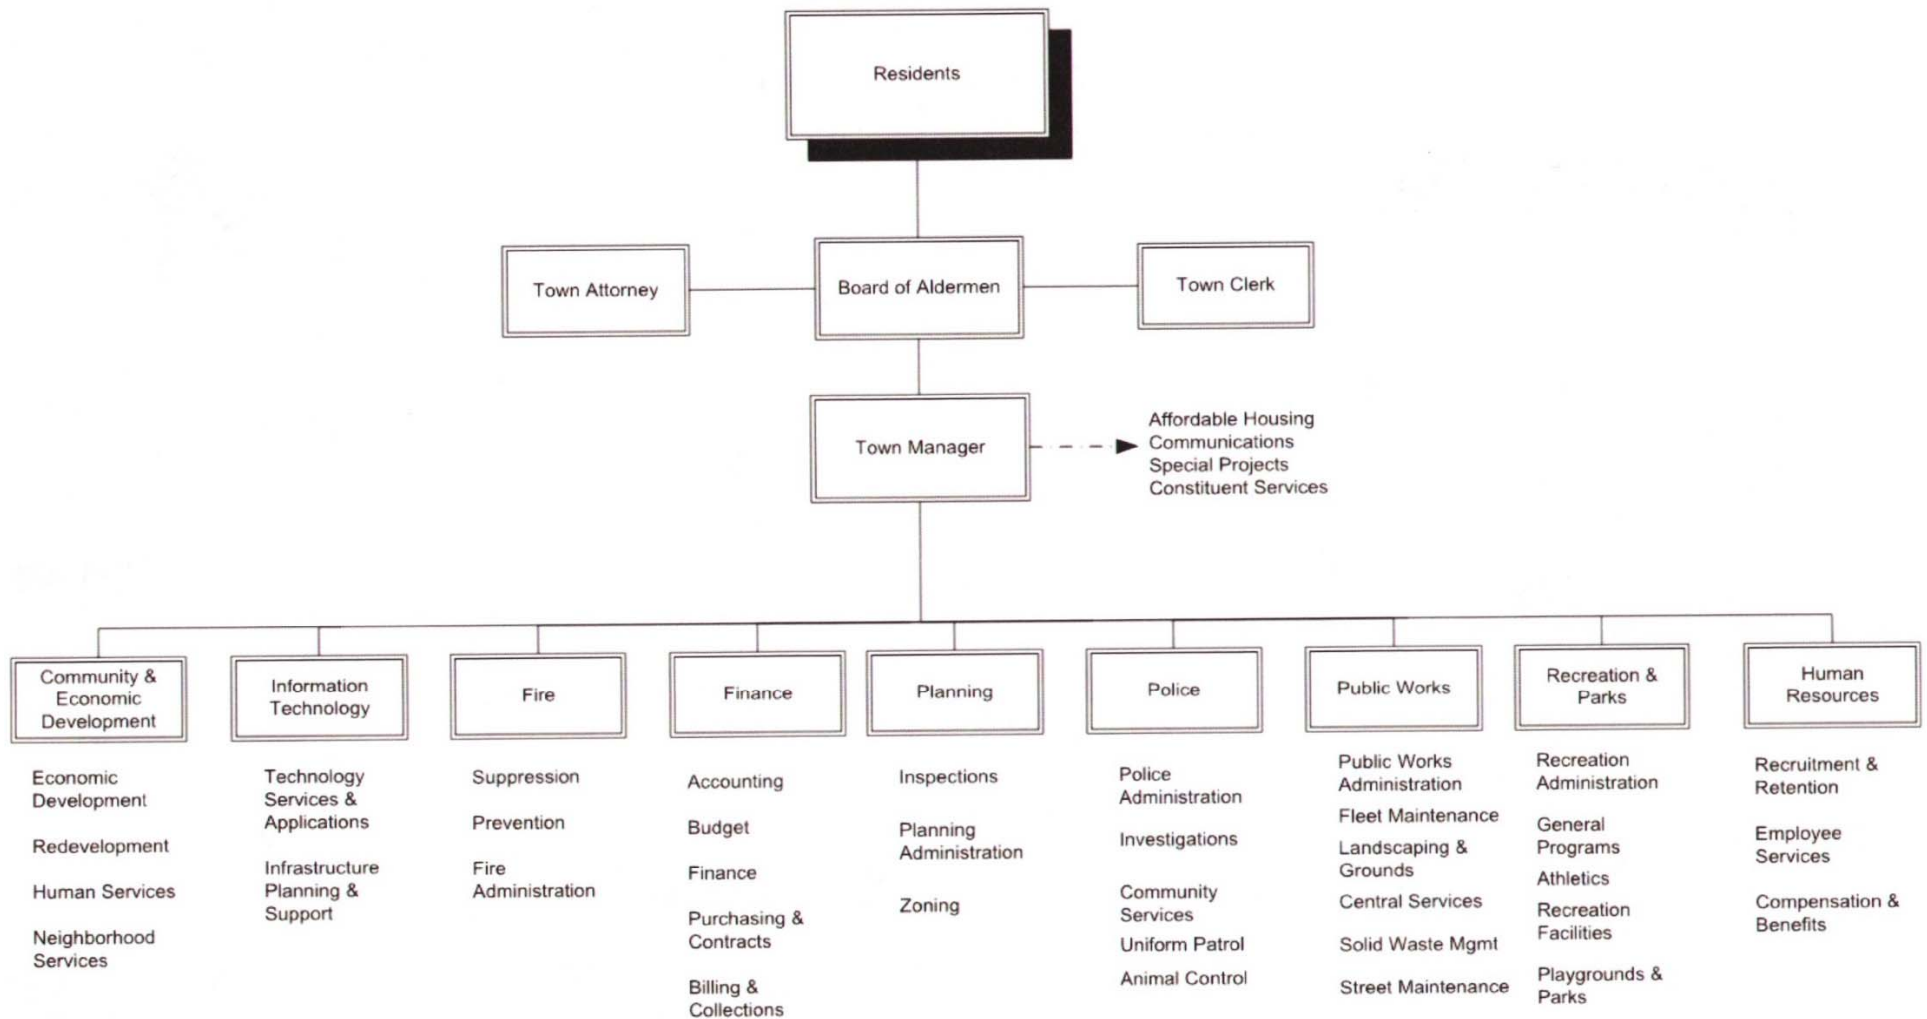 Residents
Town Attorney
Board of Aldermen
Town Clerk
Town Manager
Affordable Housing
Communications
Special Projects
Constituent Services
Community &
Economic
Development
Information
Technology
Fire
Finance
Planning
Police
Public Works
Recreation &
Parks
Human
Resources
Economic
Development
Redevelopment
Human Services
Neighborhood
Services
Technology
Services &
Applications
Infrastructure
Planning &
Support
Suppression
Prevention
Fire
Administration
Accounting
Budget
Finance
Purchasing &
Contracts
Billing &
Collections
Inspections
Planning
Administration
Zoning
Police
Administration
Investigations
Community
Services
Uniform Patrol
Animal Control
Public Works
Administration
Fleet Maintenance
Landscaping &
Grounds
Central Services
Solid Waste Mgmt
Street Maintenance
Recreation
Administration
General
Programs
Athletics
Recreation
Facilities
Playgrounds &
Parks
Recruitment &
Retention
Employee
Services
Compensation &
Benefits